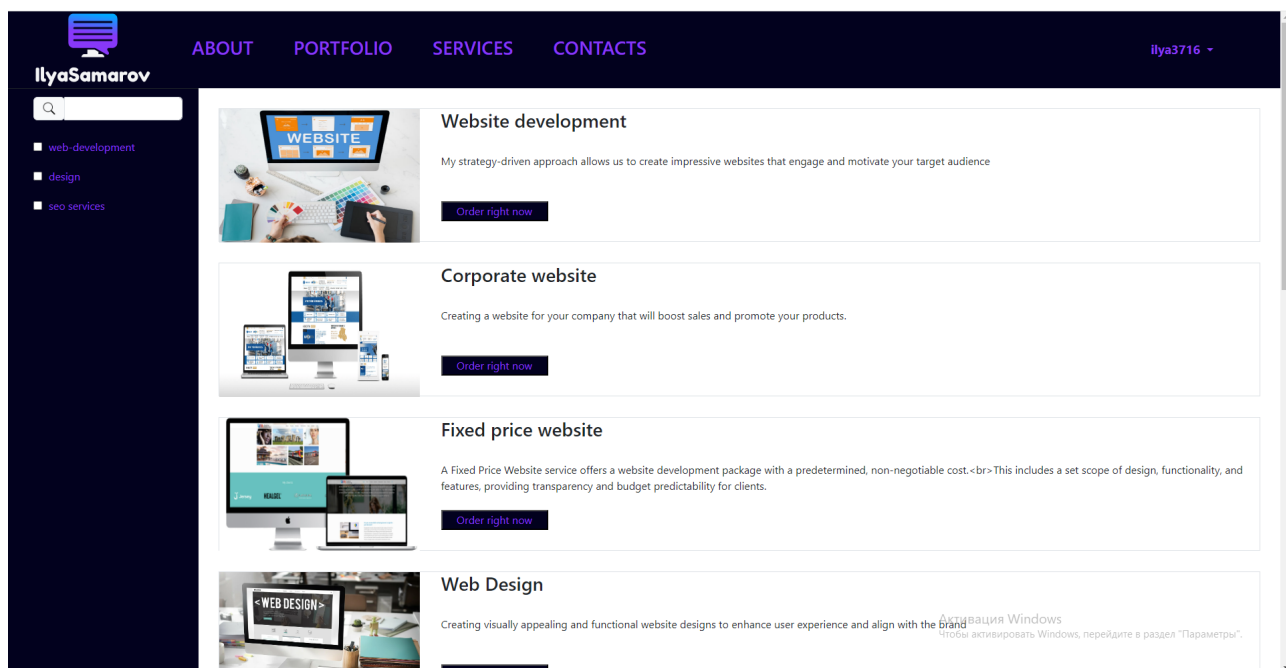 IlyaSamarov
ABOUT PORTFOLIO SERVICES CONTACTS
ilya3716
web-development
design
seo services
WEBSITE
Website development
My strategy-driven approach allows us to create impressive websites that engage and motivate your target audience
Order right now
Corporate website
Creating a website for your company that will boost sales and promote your products.
Order right now
Fixed price website
A Fixed Price Website service offers a website development package with a predetermined, non-negotiable cost.<br>This includes a set scope of design, functionality, and
features, providing transparency and budget predictability for clients.
Order right now
<WEB DESIGN>
Web Design
Creating visually appealing and functional website designs to enhance user experience and align with the brand
Активация Windows
Чтобы активировать Windows, перейдите в раздел "Параметры".